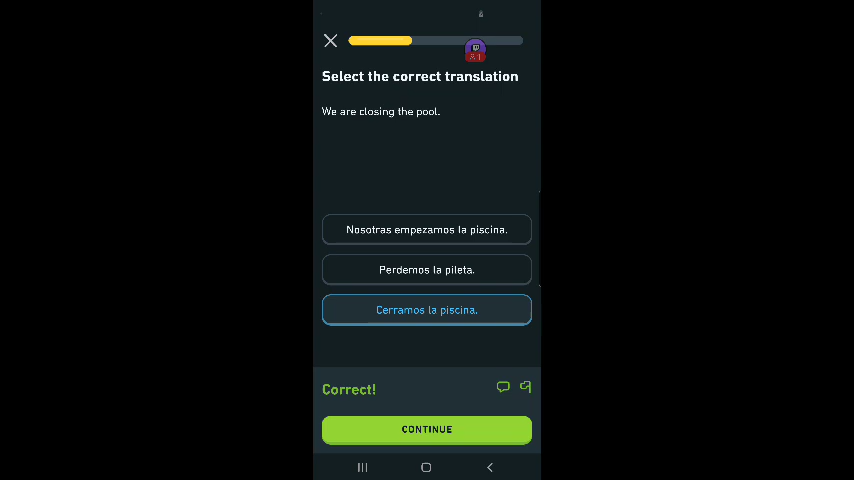 1
Select the correct translation
We are closing the pool.
Nosotras empezamos la piscina.
Perdemos la pileta.
Cerramos la piscina.
Correct!
CONTINUE